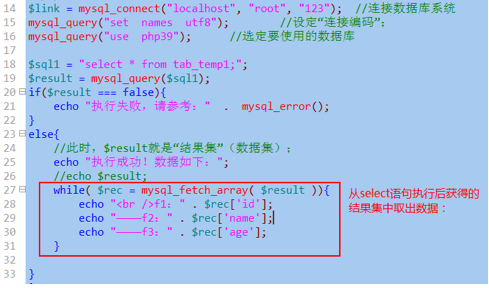 14 $link = mysql_connect("localhost", "root", "123"); //连接数据库系统
15 mysql_query("set names utf8"); //设定“连接编码”;
16 mysql_query("use php39"); //选定要使用的数据库
17
18 $sql1 = "select * from tab_temp1;";
19 $result = mysql_query($sql1);
20 if($result === false){
21 echo "执行失败,请参考:" . mysql_error();
22 }
23 else{
24 //此时,$result就是“结果集”(数据集);
25 echo "执行成功!数据如下:";
26 //echo $result;
27 while( $rec = mysql_fetch_array( $result )){
28 echo "<br />f1:" . $rec['id'];
29 echo "——f2:" . $rec['name'];
30 echo "——f3:" . $rec['age'];
31 }
32
33 }
从select语句执行后获得的
结果集中取出数据: